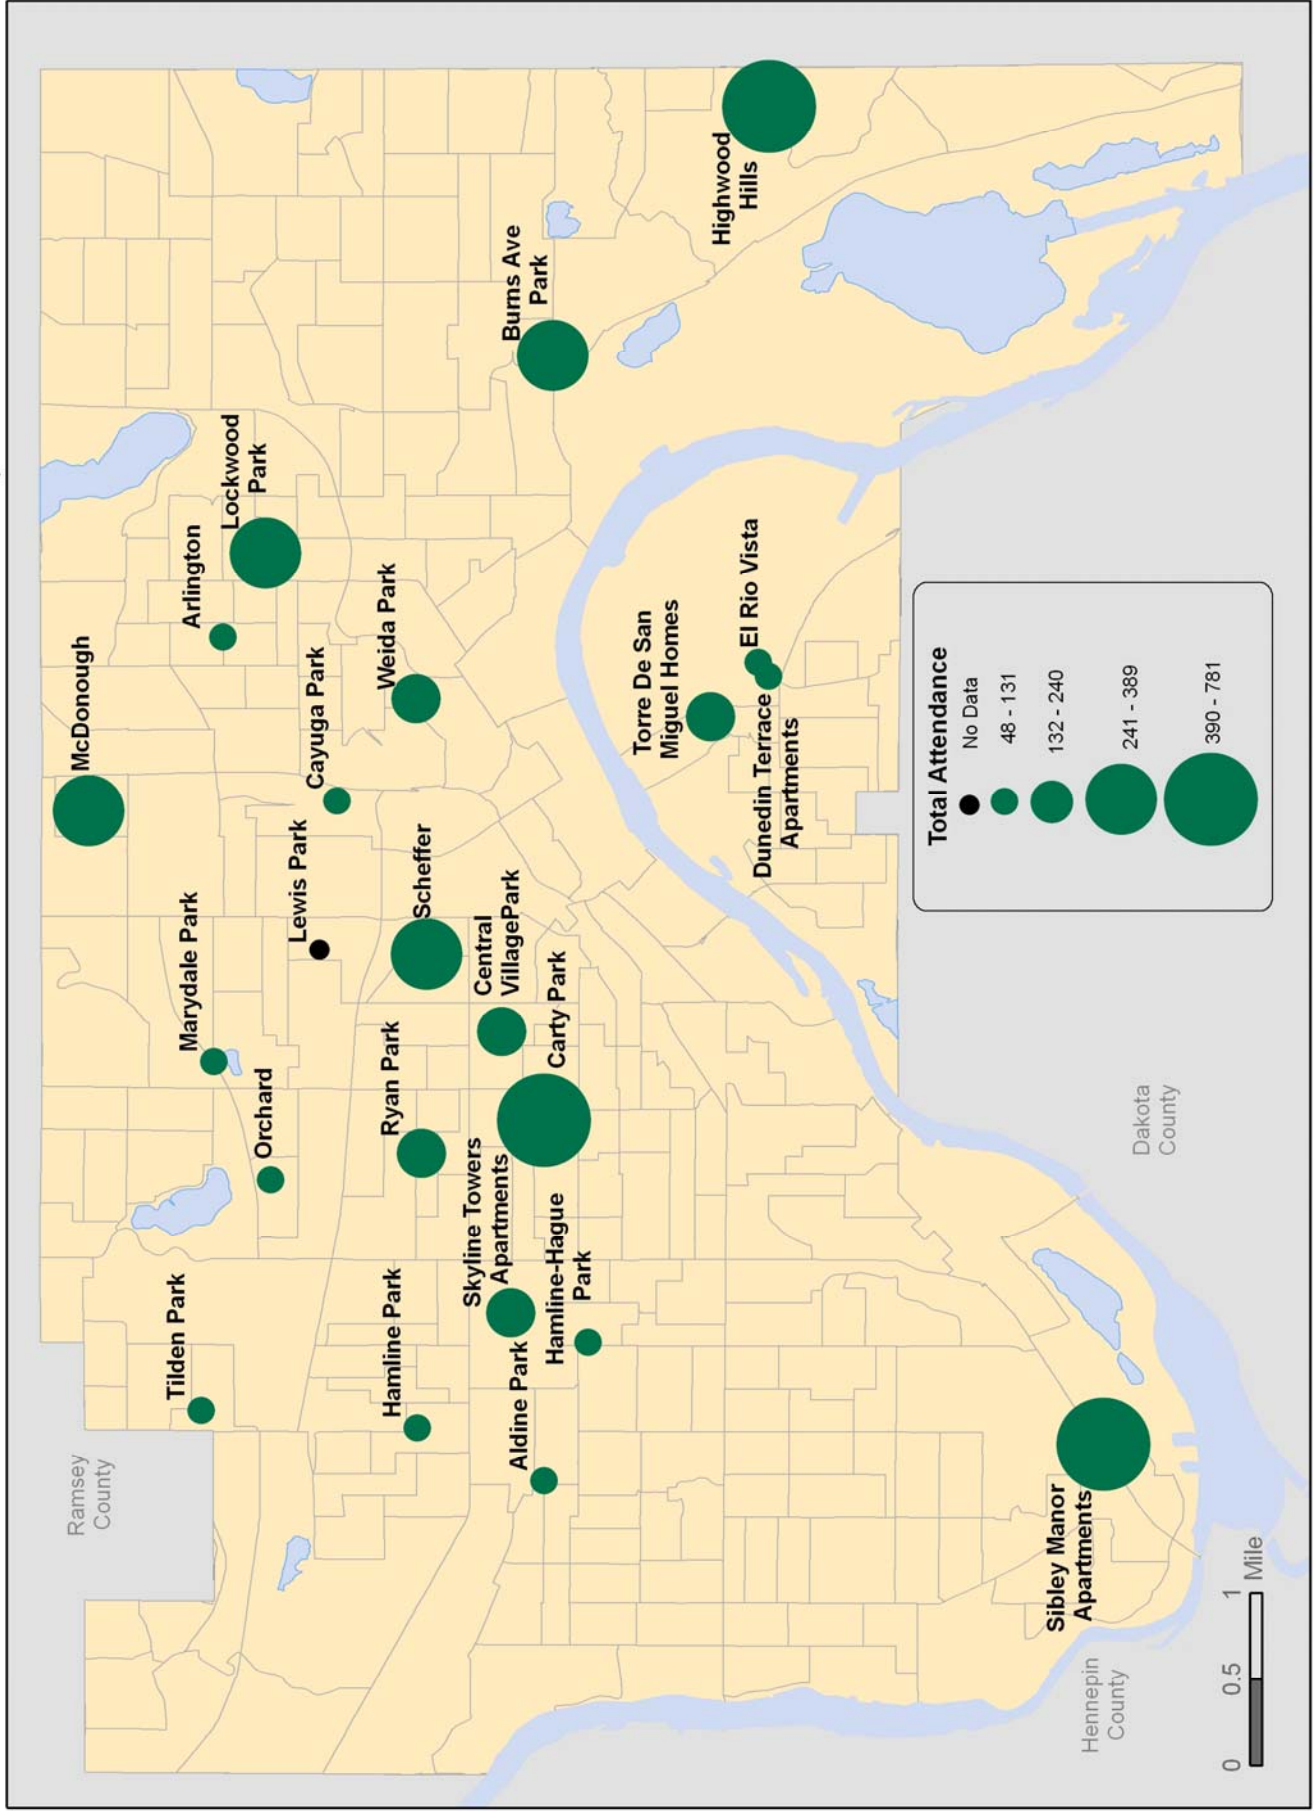 Ramsey
County
McDonough
Tilden Park
Marydale Park
Arlington
Lockwood
Park
Orchard
Lewis Park
Cayuga Park
Hamline Park
Ryan Park
Scheffer
Weida Park
Skyline Towers
Apartments
Central
VillagePark
Burns Ave
Park
Aldine Park
Hamline-Hague
Park
Carty Park
Torre De San
Miguel Homes
Highwood
Hills
El Rio Vista
Dunedin Terrace
Apartments
Sibley Manor
Apartments
Hennepin
County
Dakota
County
Total Attendance
No Data
48 - 131
132 - 240
241 - 389
390 - 781
0 0.5 1
Mile